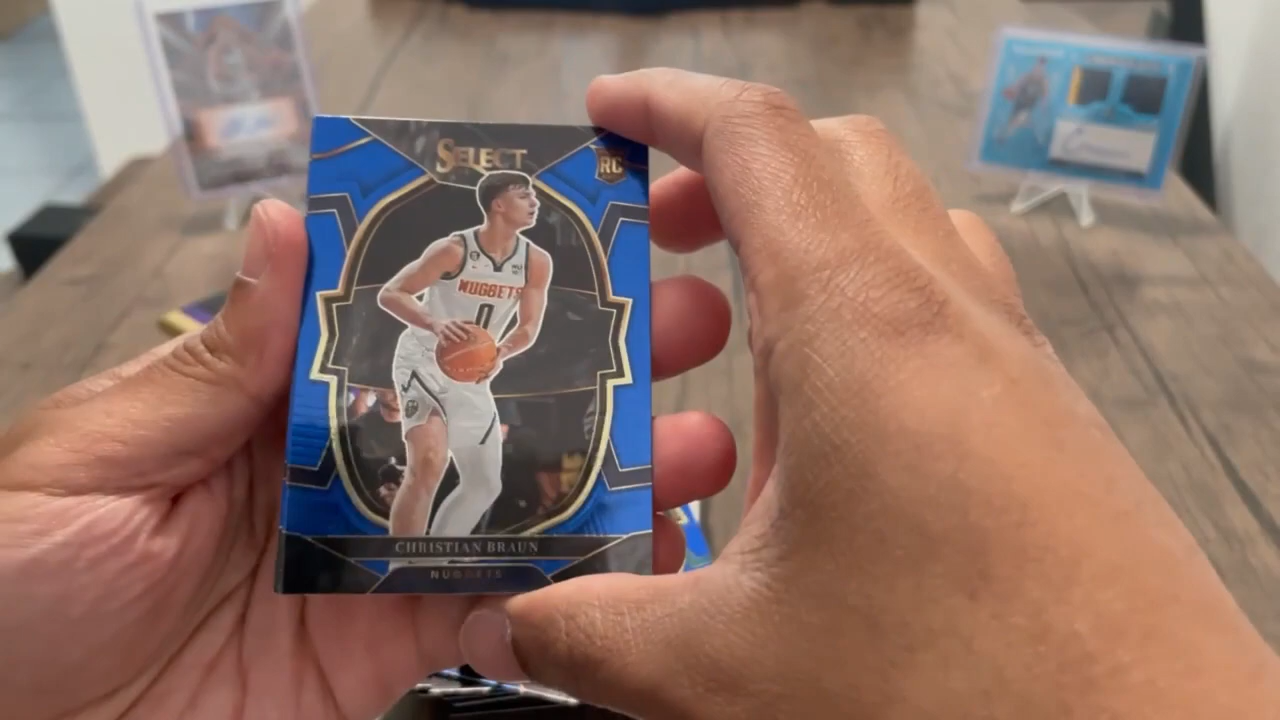 SELECT
RC
NUGGETS
0
CHRISTIAN BRAUN
NUGGETS